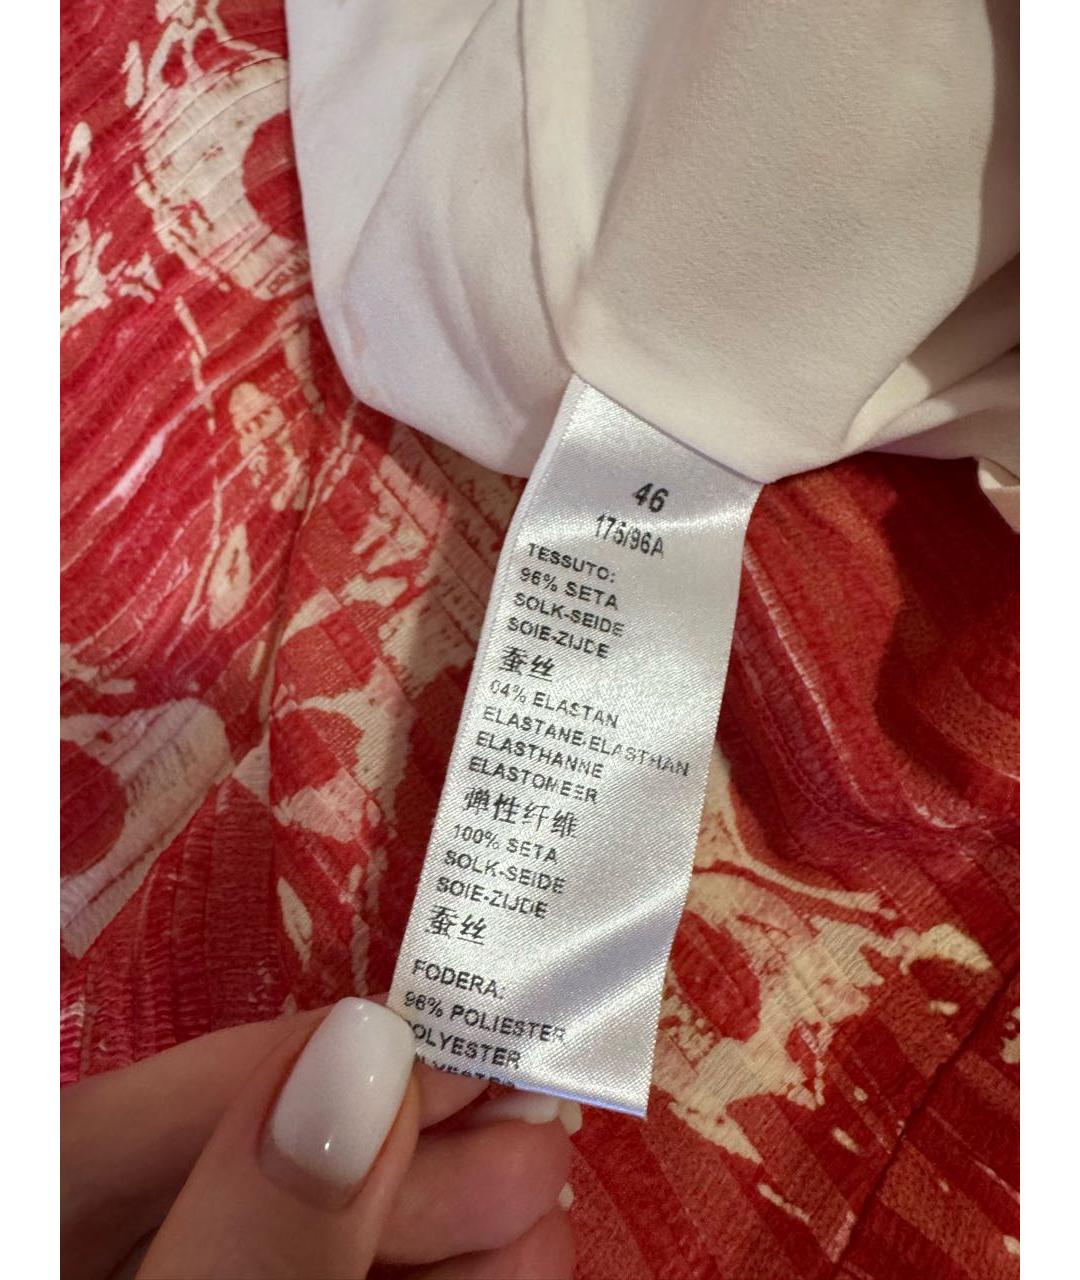 46
175/96A
TESSUTO:
96% SETA
SOLK-SEIDE
SOIE-ZIJDE
蚕丝
04% ELASTAN
ELASTANE-ELASTHAN
ELASTHANNE
ELASTOMEER
弹性纤维
100% SETA
SOLK-SEIDE
SOIE-ZIJDE
蚕丝
FODERA:
96% POLIESTER
POLYESTER